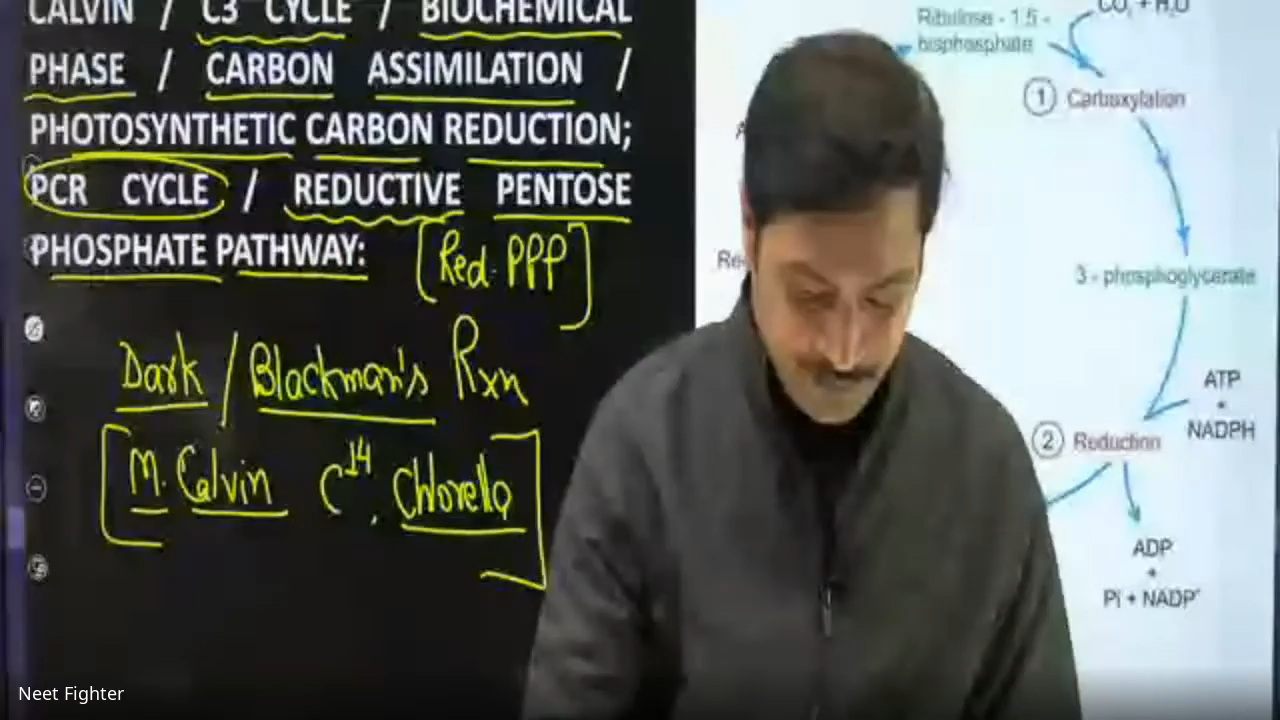 CALVIN / C3 CYCLE / BIOCHEMICAL
PHASE / CARBON ASSIMILATION /
PHOTOSYNTHETIC CARBON REDUCTION;
PCR CYCLE / REDUCTIVE PENTOSE
PHOSPHATE PATHWAY:
[Red. PPP]
Dark / Blackman's Rxn
[M. Calvin C14, Chlorella]
Ribulose - 1.5 -
bisphosphate
CO2 + H2O
1 Carboxylation
3 - phosphoglycerate
ATP
+
NADPH
2 Reduction
ADP
+
Pi + NADP+
Neet Fighter